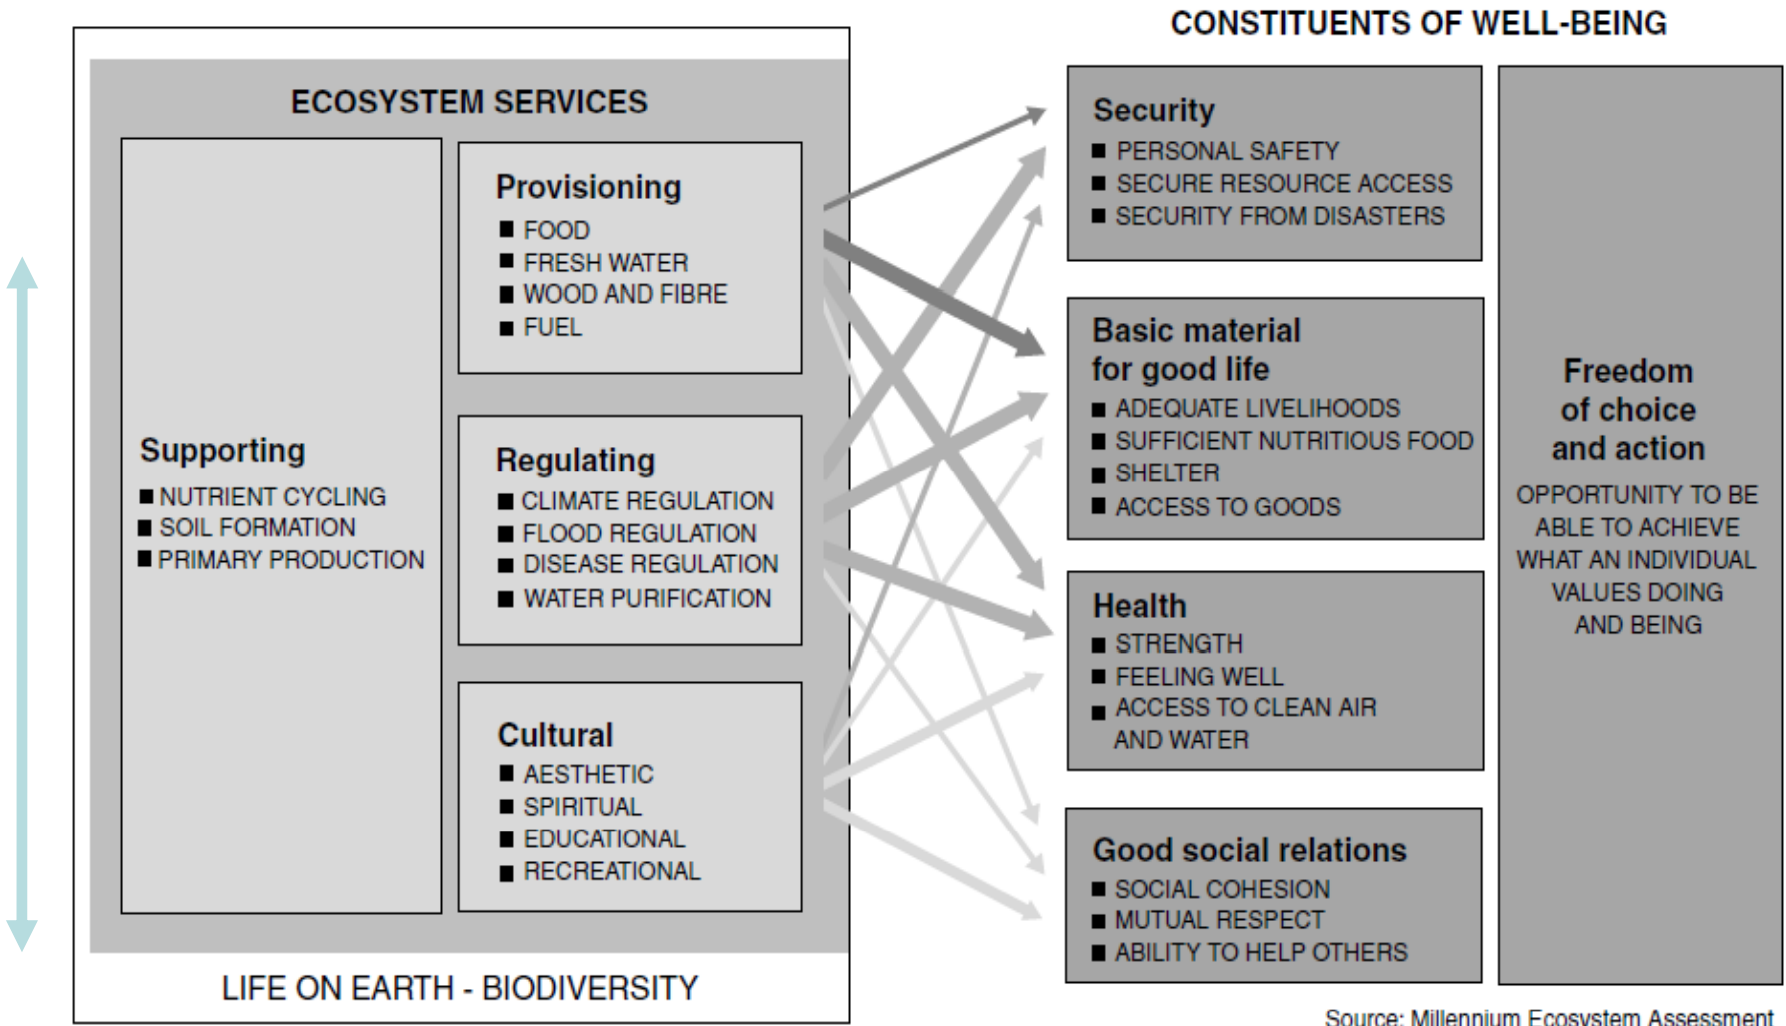 CONSTITUENTS OF WELL-BEING
ECOSYSTEM SERVICES
Supporting
■ NUTRIENT CYCLING
■ SOIL FORMATION
■ PRIMARY PRODUCTION
Provisioning
■ FOOD
■ FRESH WATER
■ WOOD AND FIBRE
■ FUEL
Regulating
■ CLIMATE REGULATION
■ FLOOD REGULATION
■ DISEASE REGULATION
■ WATER PURIFICATION
Cultural
■ AESTHETIC
■ SPIRITUAL
■ EDUCATIONAL
■ RECREATIONAL
LIFE ON EARTH - BIODIVERSITY
Security
■ PERSONAL SAFETY
■ SECURE RESOURCE ACCESS
■ SECURITY FROM DISASTERS
Basic material
for good life
■ ADEQUATE LIVELIHOODS
■ SUFFICIENT NUTRITIOUS FOOD
■ SHELTER
■ ACCESS TO GOODS
Health
■ STRENGTH
■ FEELING WELL
■ ACCESS TO CLEAN AIR
AND WATER
Good social relations
■ SOCIAL COHESION
■ MUTUAL RESPECT
■ ABILITY TO HELP OTHERS
Freedom
of choice
and action
OPPORTUNITY TO BE
ABLE TO ACHIEVE
WHAT AN INDIVIDUAL
VALUES DOING
AND BEING
Source: Millennium Ecosystem Assessment